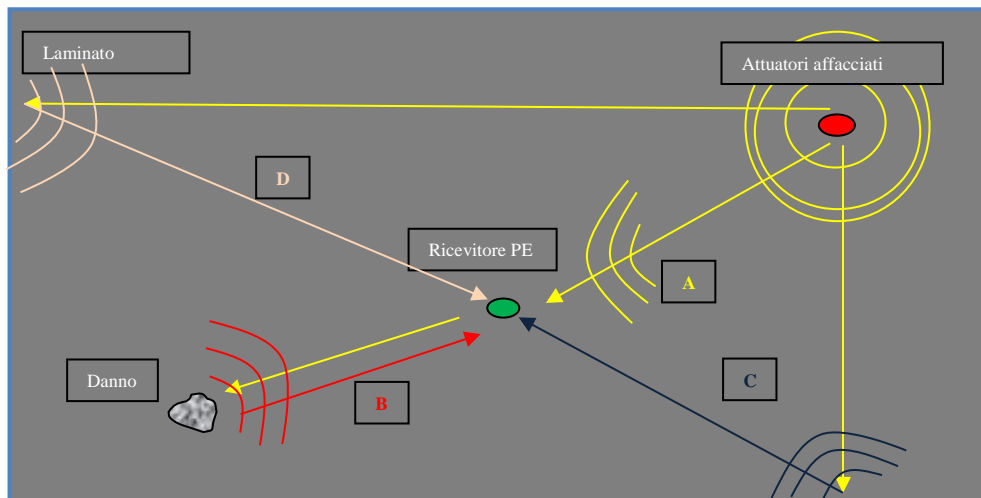 Laminato
Attuatori affacciati
D
Ricevitore PE
A
Danno
B
C